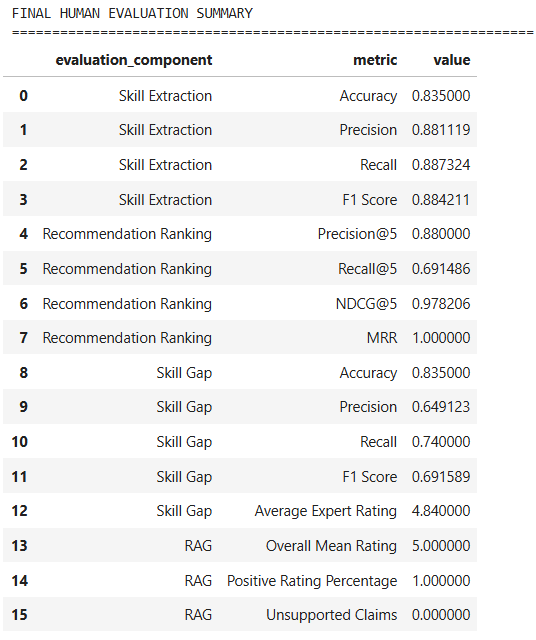 FINAL HUMAN EVALUATION SUMMARY
================================================================
evaluation_component metric value
0 Skill Extraction Accuracy 0.835000
1 Skill Extraction Precision 0.881119
2 Skill Extraction Recall 0.887324
3 Skill Extraction F1 Score 0.884211
4 Recommendation Ranking Precision@5 0.880000
5 Recommendation Ranking Recall@5 0.691486
6 Recommendation Ranking NDCG@5 0.978206
7 Recommendation Ranking MRR 1.000000
8 Skill Gap Accuracy 0.835000
9 Skill Gap Precision 0.649123
10 Skill Gap Recall 0.740000
11 Skill Gap F1 Score 0.691589
12 Skill Gap Average Expert Rating 4.840000
13 RAG Overall Mean Rating 5.000000
14 RAG Positive Rating Percentage 1.000000
15 RAG Unsupported Claims 0.000000